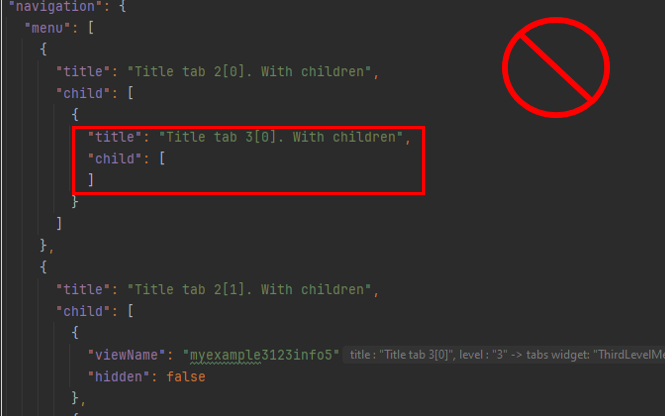 "navigation": {
"menu": [
{
"title": "Title tab 2[0]. With children",
"child": [
{
"title": "Title tab 3[0]. With children",
"child": [
]
}
]
},
{
"title": "Title tab 2[1]. With children",
"child": [
{
"viewName": "myexample3123info5" title : "Title tab 3[0]", level : "3" -> tabs widget: "ThirdLevelMe
"hidden": false
},
{